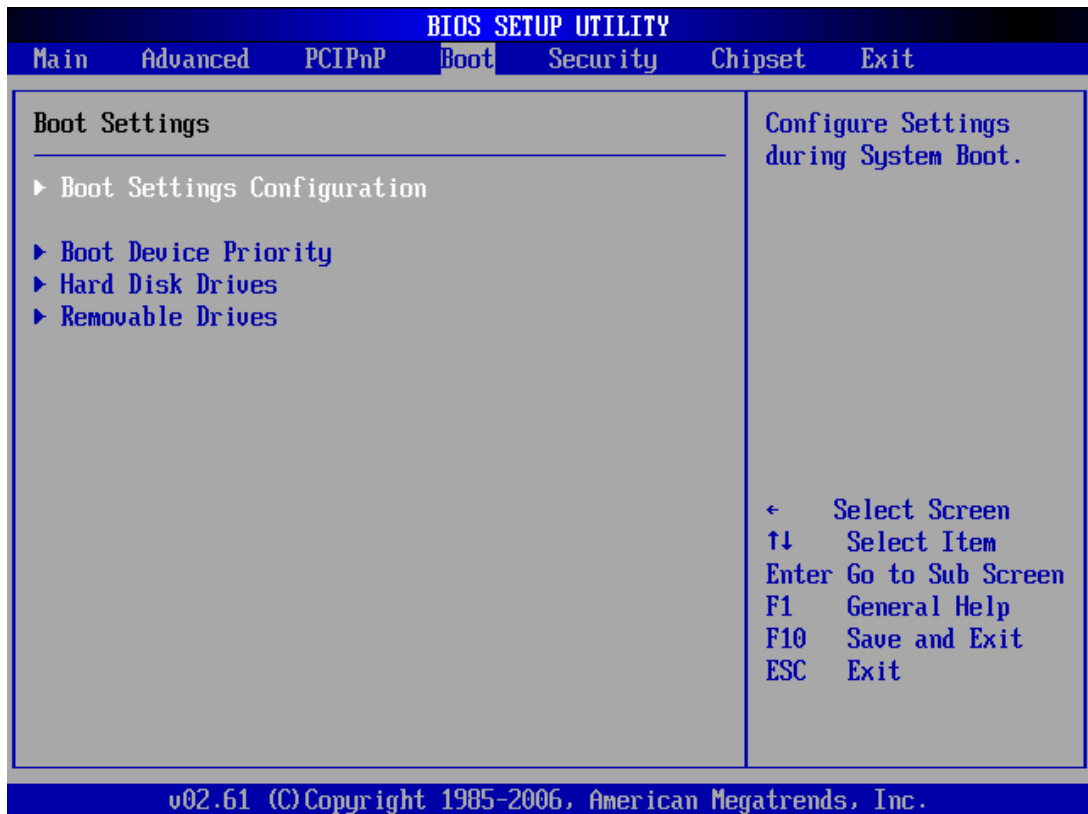 BIOS SETUP UTILITY
Main Advanced PCIPnP Boot Security Chipset Exit
Boot Settings
▶ Boot Settings Configuration
▶ Boot Device Priority
▶ Hard Disk Drives
▶ Removable Drives
Configure Settings
during System Boot.
← Select Screen
↑↓ Select Item
Enter Go to Sub Screen
F1 General Help
F10 Save and Exit
ESC Exit
v02.61 (C)Copyright 1985-2006, American Megatrends, Inc.